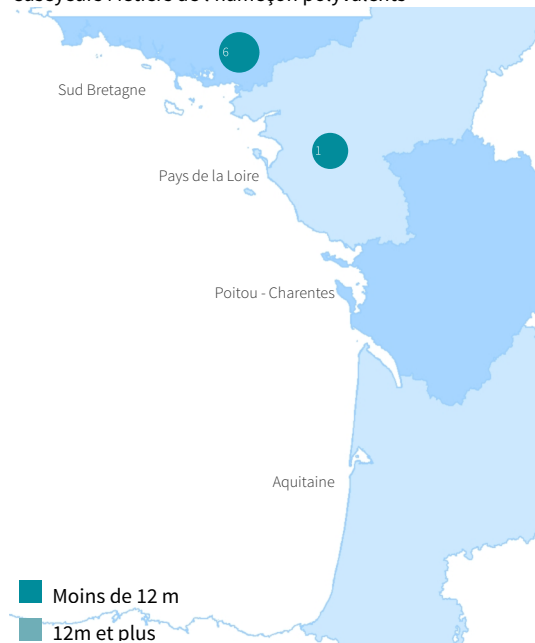 6
Sud Bretagne
1
Pays de la Loire
Poitou - Charentes
Aquitaine
Moins de 12 m
12m et plus